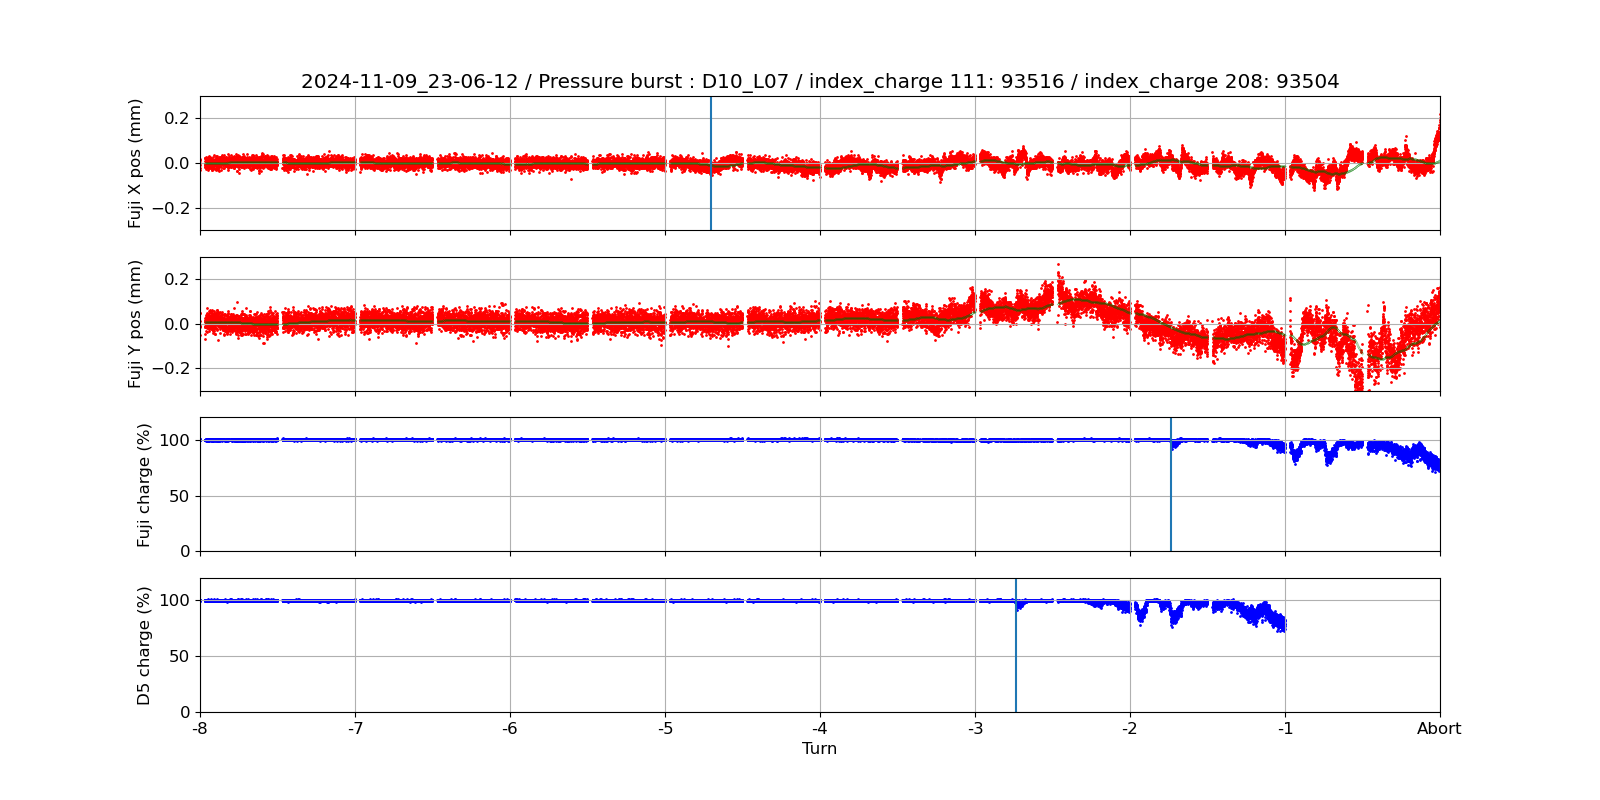 2024-11-09_23-06-12 / Pressure burst : D10_L07 / index_charge 111: 93516 / index_charge 208: 93504
Fuji X pos (mm)
0.2
0.0
−0.2
Fuji Y pos (mm)
0.2
0.0
−0.2
Fuji charge (%)
100
50
0
D5 charge (%)
100
50
0
-8 -7 -6 -5 -4 -3 -2 -1 Abort
Turn